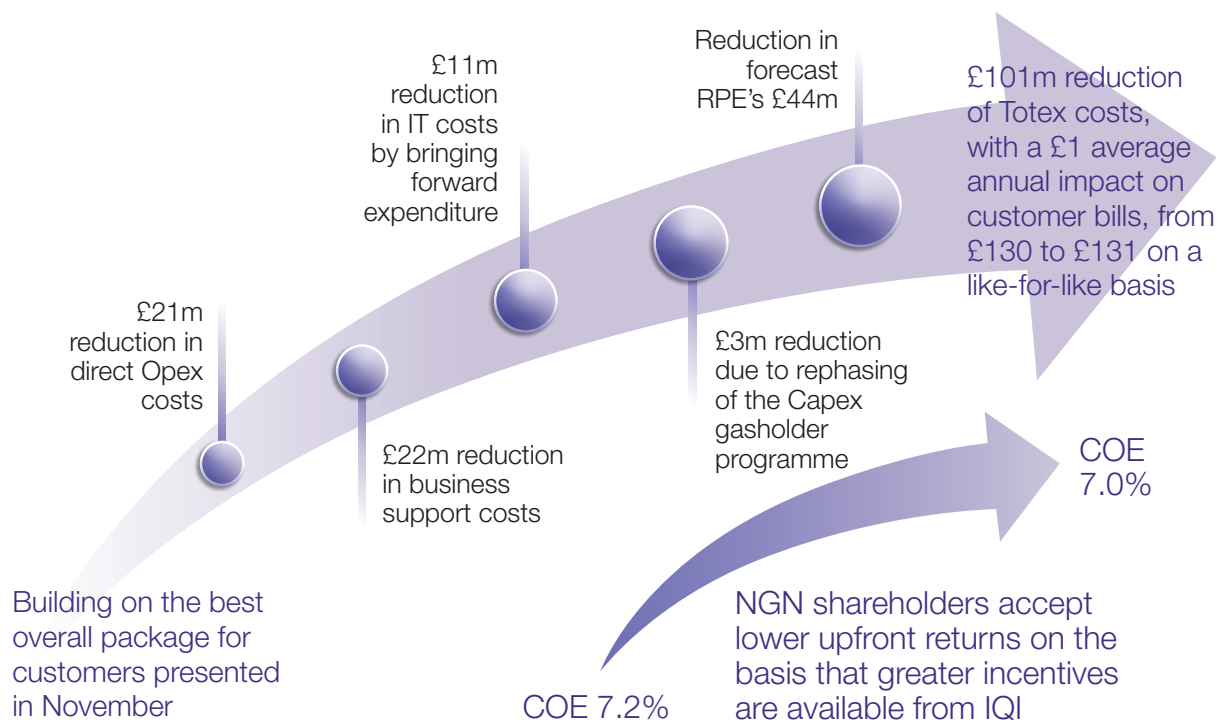 £11m
reduction
in IT costs
by bringing
forward
expenditure
Reduction in
forecast
RPE's £44m
£101m reduction
of Totex costs,
with a £1 average
annual impact on
customer bills, from
£130 to £131 on a
like-for-like basis
£21m
reduction in
direct Opex
costs
£22m reduction
in business
support costs
£3m reduction
due to rephasing
of the Capex
gasholder
programme
COE
7.0%
Building on the best
overall package for
customers presented
in November
COE 7.2%
NGN shareholders accept
lower upfront returns on the
basis that greater incentives
are available from IQI